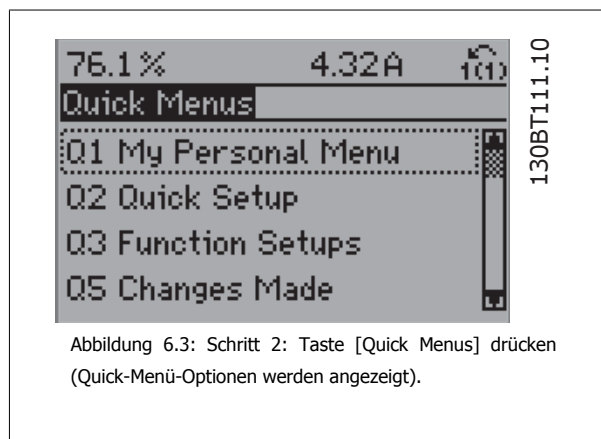 76.1% 4.32A 1(1)
Quick Menus
Q1 My Personal Menu
Q2 Quick Setup
Q3 Function Setups
Q5 Changes Made
130BT111.10
Abbildung 6.3: Schritt 2: Taste [Quick Menus] drücken
(Quick-Menü-Optionen werden angezeigt).